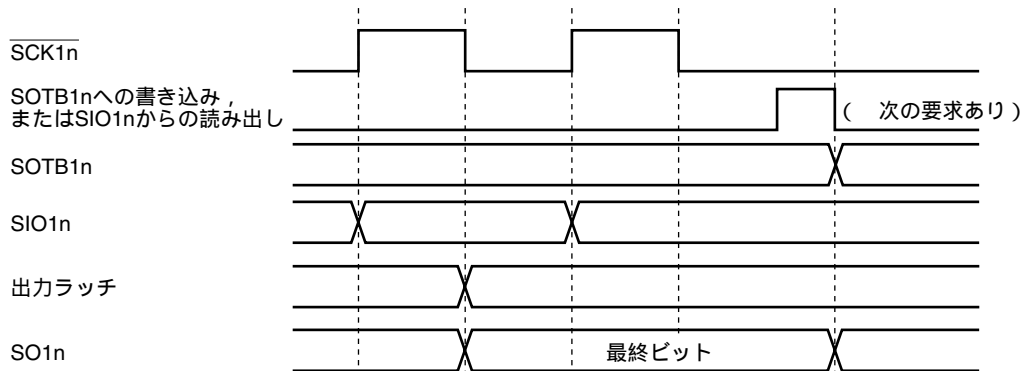 SCK1n
SOTB1nへの書き込み，
またはSIO1nからの読み出し
(　次の要求あり)
SOTB1n
SIO1n
出力ラッチ
SO1n
最終ビット